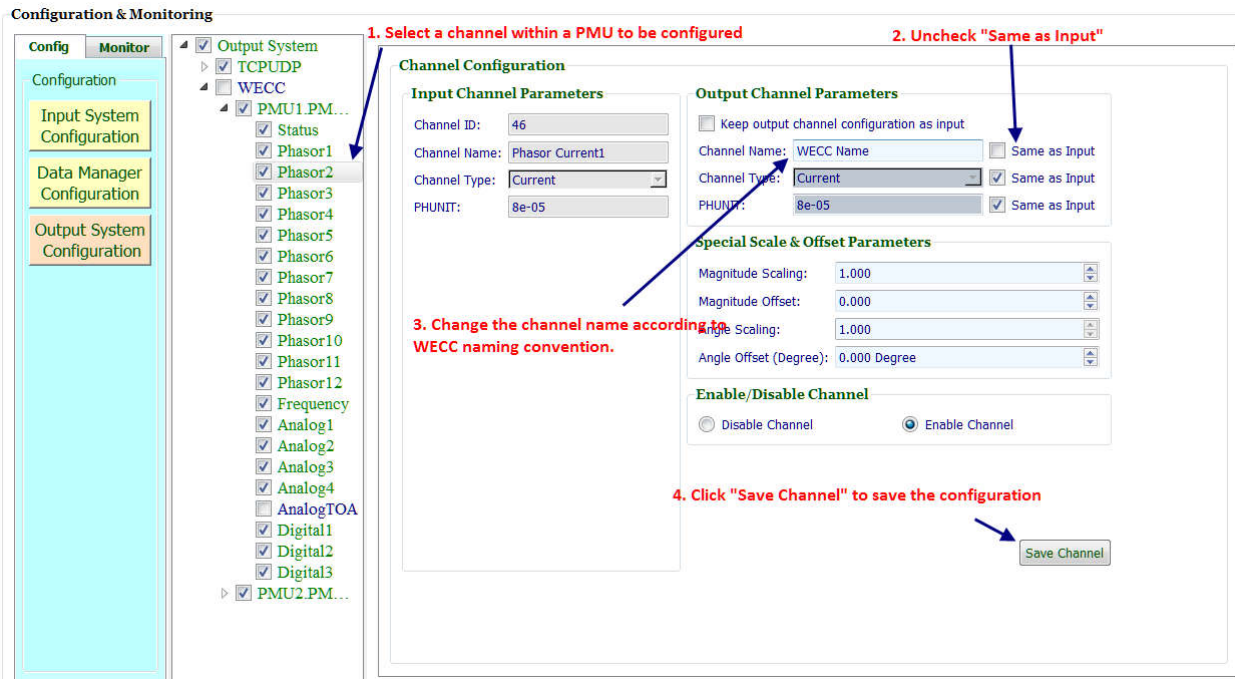 Configuration & Monitoring
Config
Monitor
Configuration
Input System
Configuration
Data Manager
Configuration
Output System
Configuration
Output System
TCPUDP
WECC
PMU1.PM...
Status
Phasor1
Phasor2
Phasor3
Phasor4
Phasor5
Phasor6
Phasor7
Phasor8
Phasor9
Phasor10
Phasor11
Phasor12
Frequency
Analog1
Analog2
Analog3
Analog4
AnalogTOA
Digital1
Digital2
Digital3
PMU2.PM...
1. Select a channel within a PMU to be configured
2. Uncheck "Same as Input"
Channel Configuration
Input Channel Parameters
Channel ID: 46
Channel Name: Phasor Current1
Channel Type: Current
PHUNIT: 8e-05
Output Channel Parameters
Keep output channel configuration as input
Channel Name: WECC Name Same as Input
Channel Type: Current Same as Input
PHUNIT: 8e-05 Same as Input
Special Scale & Offset Parameters
Magnitude Scaling: 1.000
Magnitude Offset: 0.000
Angle Scaling: 1.000
Angle Offset (Degree): 0.000 Degree
3. Change the channel name according to
WECC naming convention.
Enable/Disable Channel
Disable Channel
Enable Channel
4. Click "Save Channel" to save the configuration
Save Channel